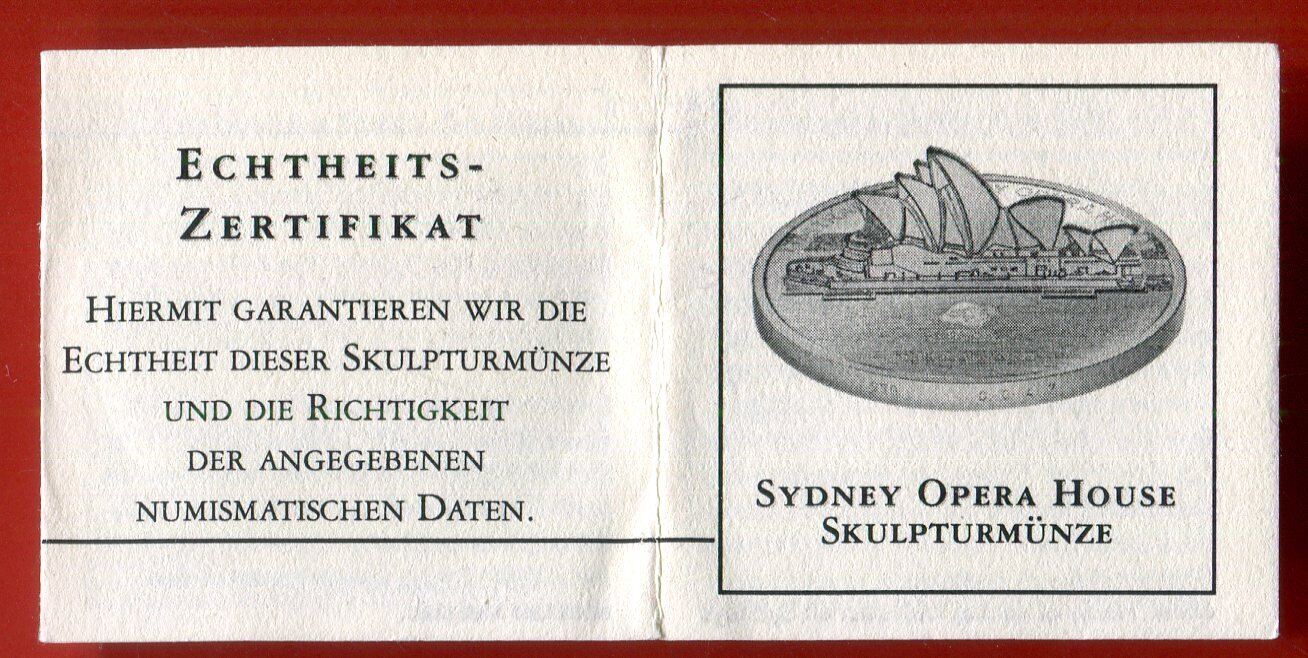 ECHTHEITS-
ZERTIFIKAT
HIERMIT GARANTIEREN WIR DIE
ECHTHEIT DIESER SKULPTURMÜNZE
UND DIE RICHTIGKEIT
DER ANGEGEBENEN
NUMISMATISCHEN DATEN.
SYDNEY OPERA HOUSE
SKULPTURMÜNZE